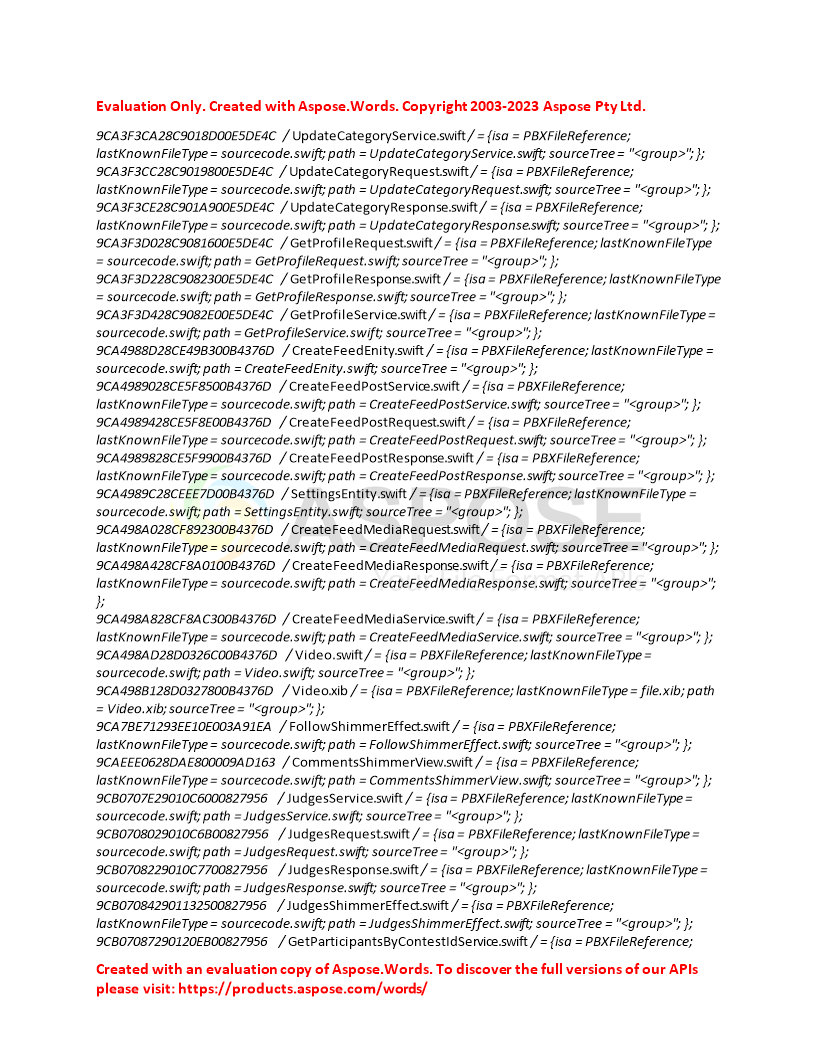 Evaluation Only. Created with Aspose.Words. Copyright 2003-2023 Aspose Pty Ltd.
9CA3F3CA28C9018D00E5DE4C / UpdateCategoryService.swift / = {isa = PBXFileReference;
lastKnownFileType = sourcecode.swift; path = UpdateCategoryService.swift; sourceTree = "<group>"; };
9CA3F3CC28C9019800E5DE4C / UpdateCategoryRequest.swift / = {isa = PBXFileReference;
lastKnownFileType = sourcecode.swift; path = UpdateCategoryRequest.swift; sourceTree = "<group>"; };
9CA3F3CE28C901A900E5DE4C / UpdateCategoryResponse.swift / = {isa = PBXFileReference;
lastKnownFileType = sourcecode.swift; path = UpdateCategoryResponse.swift; sourceTree = "<group>"; };
9CA3F3D028C9081600E5DE4C / GetProfileRequest.swift / = {isa = PBXFileReference; lastKnownFileType
= sourcecode.swift; path = GetProfileRequest.swift; sourceTree = "<group>"; };
9CA3F3D228C9082300E5DE4C / GetProfileResponse.swift / = {isa = PBXFileReference; lastKnownFileType
= sourcecode.swift; path = GetProfileResponse.swift; sourceTree = "<group>"; };
9CA3F3D428C9082E00E5DE4C / GetProfileService.swift / = {isa = PBXFileReference; lastKnownFileType =
sourcecode.swift; path = GetProfileService.swift; sourceTree = "<group>"; };
9CA4988D28CE49B300B4376D / CreateFeedEnity.swift / = {isa = PBXFileReference; lastKnownFileType =
sourcecode.swift; path = CreateFeedEnity.swift; sourceTree = "<group>"; };
9CA4989028CE5F8500B4376D / CreateFeedPostService.swift / = {isa = PBXFileReference;
lastKnownFileType = sourcecode.swift; path = CreateFeedPostService.swift; sourceTree = "<group>"; };
9CA4989428CE5F8E00B4376D / CreateFeedPostRequest.swift / = {isa = PBXFileReference;
lastKnownFileType = sourcecode.swift; path = CreateFeedPostRequest.swift; sourceTree = "<group>"; };
9CA4989828CE5F9900B4376D / CreateFeedPostResponse.swift / = {isa = PBXFileReference;
lastKnownFileType = sourcecode.swift; path = CreateFeedPostResponse.swift; sourceTree = "<group>"; };
9CA4989C28CEEE7D00B4376D / SettingsEntity.swift / = {isa = PBXFileReference; lastKnownFileType =
sourcecode.swift; path = SettingsEntity.swift; sourceTree = "<group>"; };
9CA498A028CF892300B4376D / CreateFeedMediaRequest.swift / = {isa = PBXFileReference;
lastKnownFileType = sourcecode.swift; path = CreateFeedMediaRequest.swift; sourceTree = "<group>"; };
9CA498A428CF8A0100B4376D / CreateFeedMediaResponse.swift / = {isa = PBXFileReference;
lastKnownFileType = sourcecode.swift; path = CreateFeedMediaResponse.swift; sourceTree = "<group>";
};
9CA498A828CF8AC300B4376D / CreateFeedMediaService.swift / = {isa = PBXFileReference;
lastKnownFileType = sourcecode.swift; path = CreateFeedMediaService.swift; sourceTree = "<group>"; };
9CA498AD28D0326C00B4376D / Video.swift / = {isa = PBXFileReference; lastKnownFileType =
sourcecode.swift; path = Video.swift; sourceTree = "<group>"; };
9CA498B128D0327800B4376D / Video.xib / = {isa = PBXFileReference; lastKnownFileType = file.xib; path
= Video.xib; sourceTree = "<group>"; };
9CA7BE71293EE10E003A91EA / FollowShimmerEffect.swift / = {isa = PBXFileReference;
lastKnownFileType = sourcecode.swift; path = FollowShimmerEffect.swift; sourceTree = "<group>"; };
9CAEEE0628DAE800009AD163 / CommentsShimmerView.swift / = {isa = PBXFileReference;
lastKnownFileType = sourcecode.swift; path = CommentsShimmerView.swift; sourceTree = "<group>"; };
9CB0707E29010C6000827956 / JudgesService.swift / = {isa = PBXFileReference; lastKnownFileType =
sourcecode.swift; path = JudgesService.swift; sourceTree = "<group>"; };
9CB0708029010C6B00827956 / JudgesRequest.swift / = {isa = PBXFileReference; lastKnownFileType =
sourcecode.swift; path = JudgesRequest.swift; sourceTree = "<group>"; };
9CB0708229010C7700827956 / JudgesResponse.swift / = {isa = PBXFileReference; lastKnownFileType =
sourcecode.swift; path = JudgesResponse.swift; sourceTree = "<group>"; };
9CB070842901132500827956 / JudgesShimmerEffect.swift / = {isa = PBXFileReference;
lastKnownFileType = sourcecode.swift; path = JudgesShimmerEffect.swift; sourceTree = "<group>"; };
9CB07087290120EB00827956 / GetParticipantsByContestIdService.swift / = {isa = PBXFileReference;
Created with an evaluation copy of Aspose.Words. To discover the full versions of our APIs
please visit: https://products.aspose.com/words/
ASPOSE